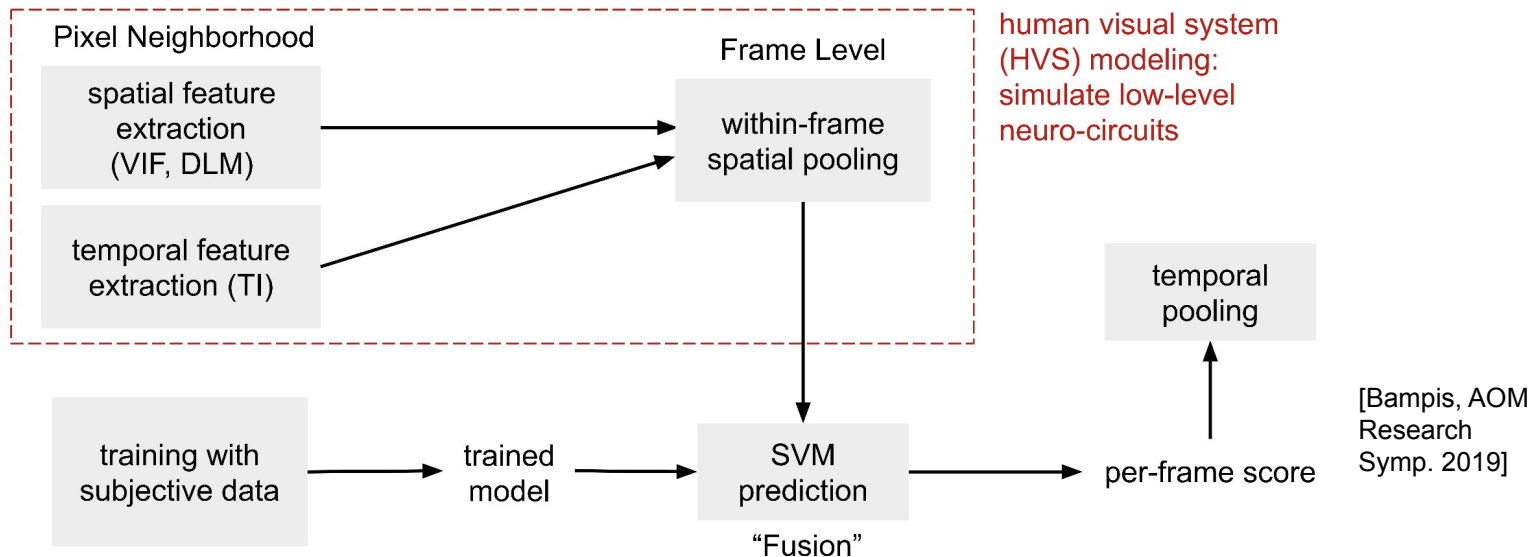 Pixel Neighborhood
spatial feature
extraction
(VIF, DLM)
temporal feature
extraction (TI)
Frame Level
within-frame
spatial pooling
human visual system
(HVS) modeling:
simulate low-level
neuro-circuits
training with
subjective data
trained
model
SVM
prediction
“Fusion”
per-frame score
temporal
pooling
[Bampis, AOM
Research
Symp. 2019]